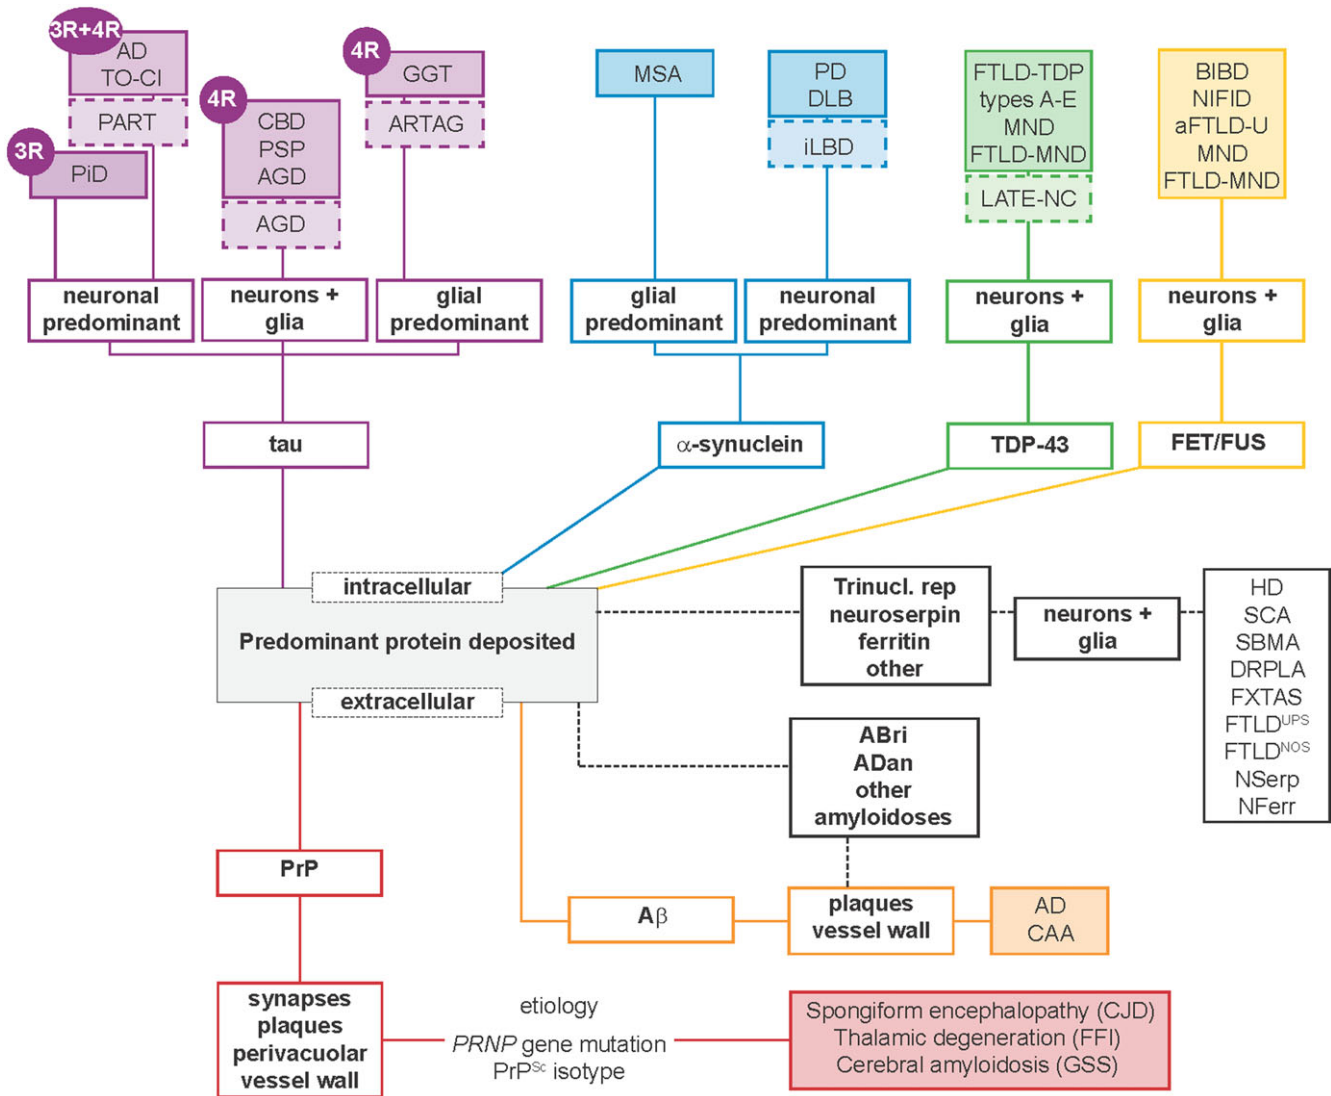 3R+4R
AD
TO-CI
PART
3R
PiD
4R
CBD
PSP
AGD
AGD
4R
GGT
ARTAG
MSA
PD
DLB
iLBD
FTLD-TDP
types A-E
MND
FTLD-MND
LATE-NC
BIBD
NIFID
aFTLD-U
MND
FTLD-MND
neuronal
predominant
neurons +
glia
glial
predominant
glial
predominant
neuronal
predominant
neurons +
glia
neurons +
glia
tau
α-synuclein
TDP-43
FET/FUS
intracellular
Predominant protein deposited
extracellular
Trinucl. rep
neuroserpin
ferritin
other
neurons +
glia
HD
SCA
SBMA
DRPLA
FXTAS
FTLD^UPS
FTLD^NOS
NSerp
NFerr
ABri
ADan
other
amyloidoses
PrP
Aβ
plaques
vessel wall
AD
CAA
synapses
plaques
perivacuolar
vessel wall
etiology
PRNP gene mutation
PrP^Sc isotype
Spongiform encephalopathy (CJD)
Thalamic degeneration (FFI)
Cerebral amyloidosis (GSS)